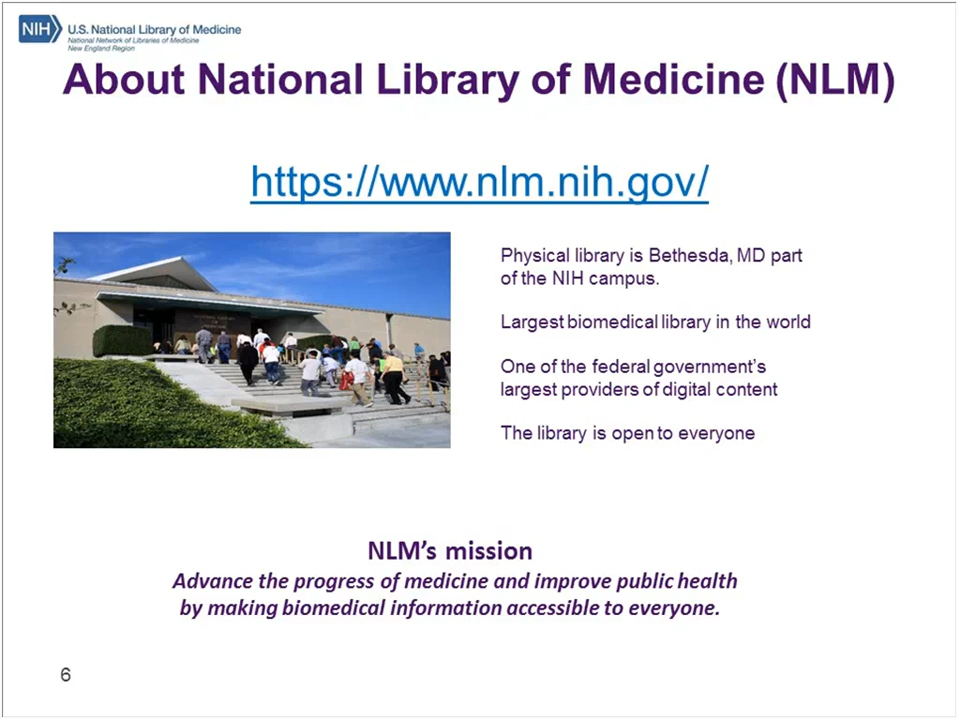 NIH
U.S. National Library of Medicine
National Network of Libraries of Medicine
New England Region
About National Library of Medicine (NLM)
https://www.nlm.nih.gov/
Physical library is Bethesda, MD part
of the NIH campus.
Largest biomedical library in the world
One of the federal government’s
largest providers of digital content
The library is open to everyone
NLM’s mission
Advance the progress of medicine and improve public health
by making biomedical information accessible to everyone.
6